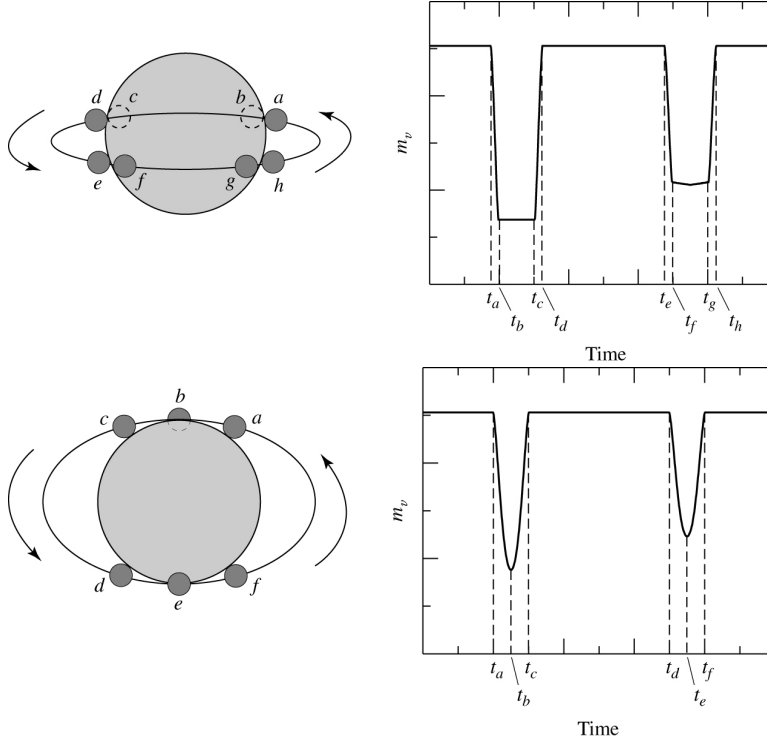 d
c
b
a
e
f
g
h
m_v
t_a
t_b
t_c
t_d
t_e
t_f
t_g
t_h
Time
b
c
a
d
e
f
m_v
t_a
t_b
t_c
t_d
t_e
t_f
Time